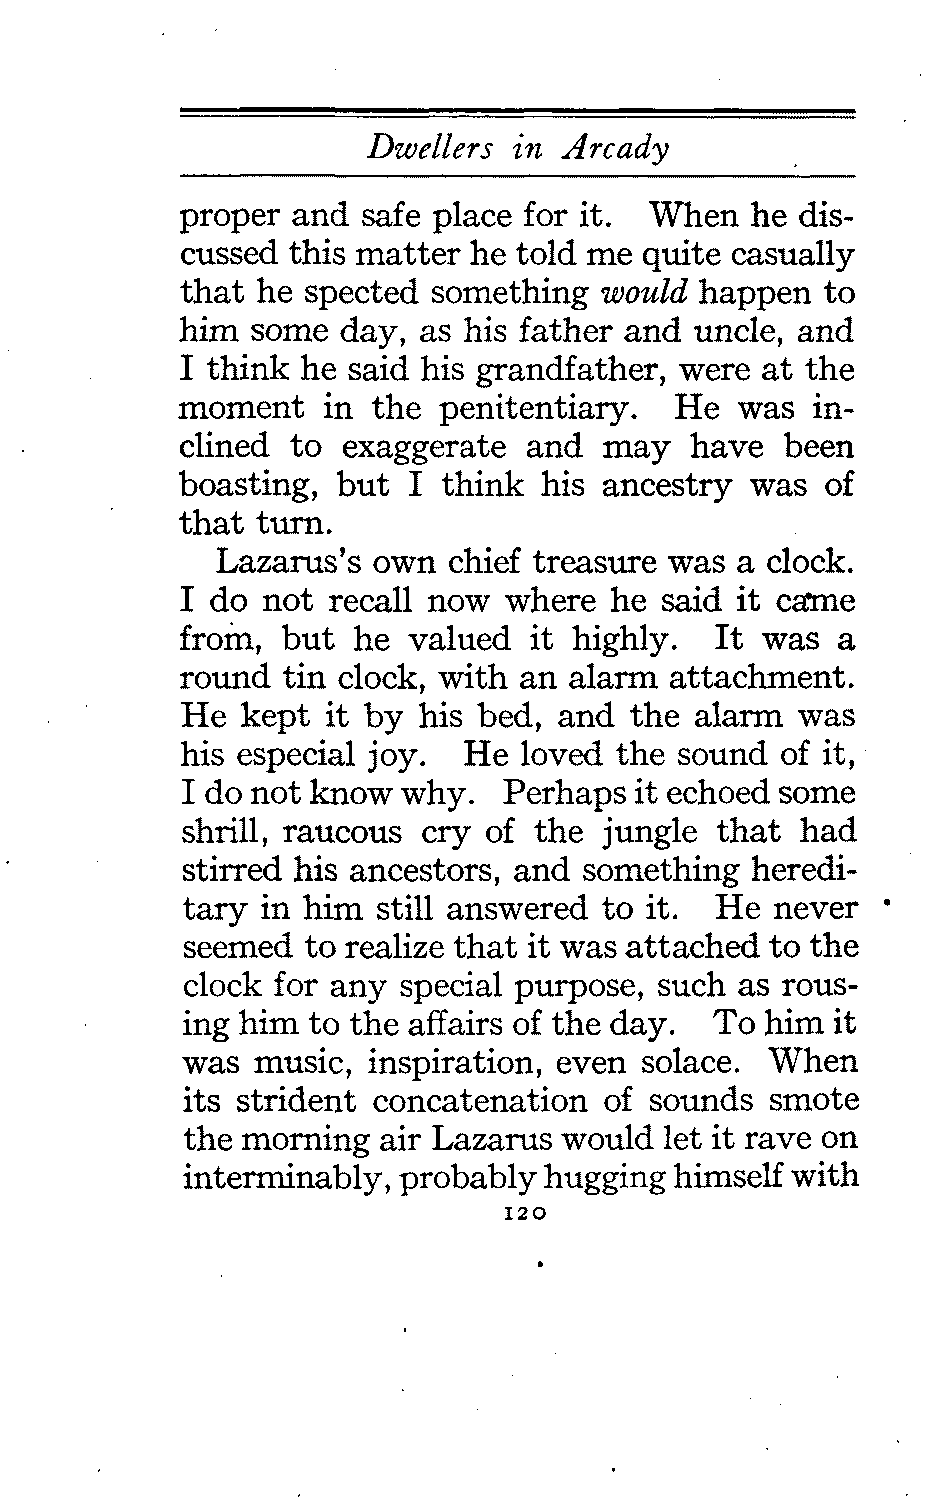 Dwellers in Arcady
proper and safe place for it. When he dis-
cussed this matter he told me quite casually
that he spected something would happen to
him some day, as his father and uncle, and
I think he said his grandfather, were at the
moment in the penitentiary. He was in-
clined to exaggerate and may have been
boasting, but I think his ancestry was of
that turn.
Lazarus's own chief treasure was a clock.
I do not recall now where he said it came
from, but he valued it highly. It was a
round tin clock, with an alarm attachment.
He kept it by his bed, and the alarm was
his especial joy. He loved the sound of it,
I do not know why. Perhaps it echoed some
shrill, raucous cry of the jungle that had
stirred his ancestors, and something heredi-
tary in him still answered to it. He never
seemed to realize that it was attached to the
clock for any special purpose, such as rous-
ing him to the affairs of the day. To him it
was music, inspiration, even solace. When
its strident concatenation of sounds smote
the morning air Lazarus would let it rave on
interminably, probably hugging himself with
120